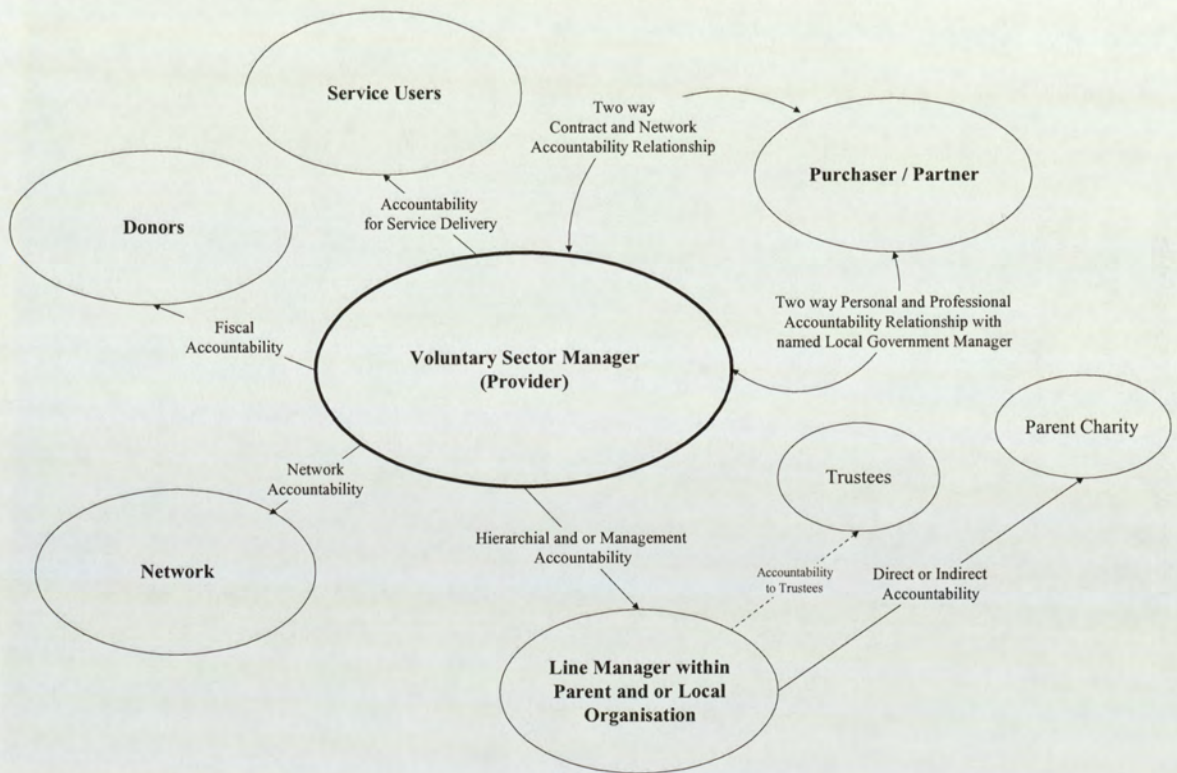 Service Users
Two way
Contract and Network
Accountability Relationship
Purchaser / Partner
Accountability
for Service Delivery
Donors
Fiscal
Accountability
Two way Personal and Professional
Accountability Relationship with
named Local Government Manager
Voluntary Sector Manager
(Provider)
Parent Charity
Trustees
Network
Accountability
Hierarchial and or Management
Accountability
Network
Accountability
to Trustees
Direct or Indirect
Accountability
Line Manager within
Parent and or Local
Organisation